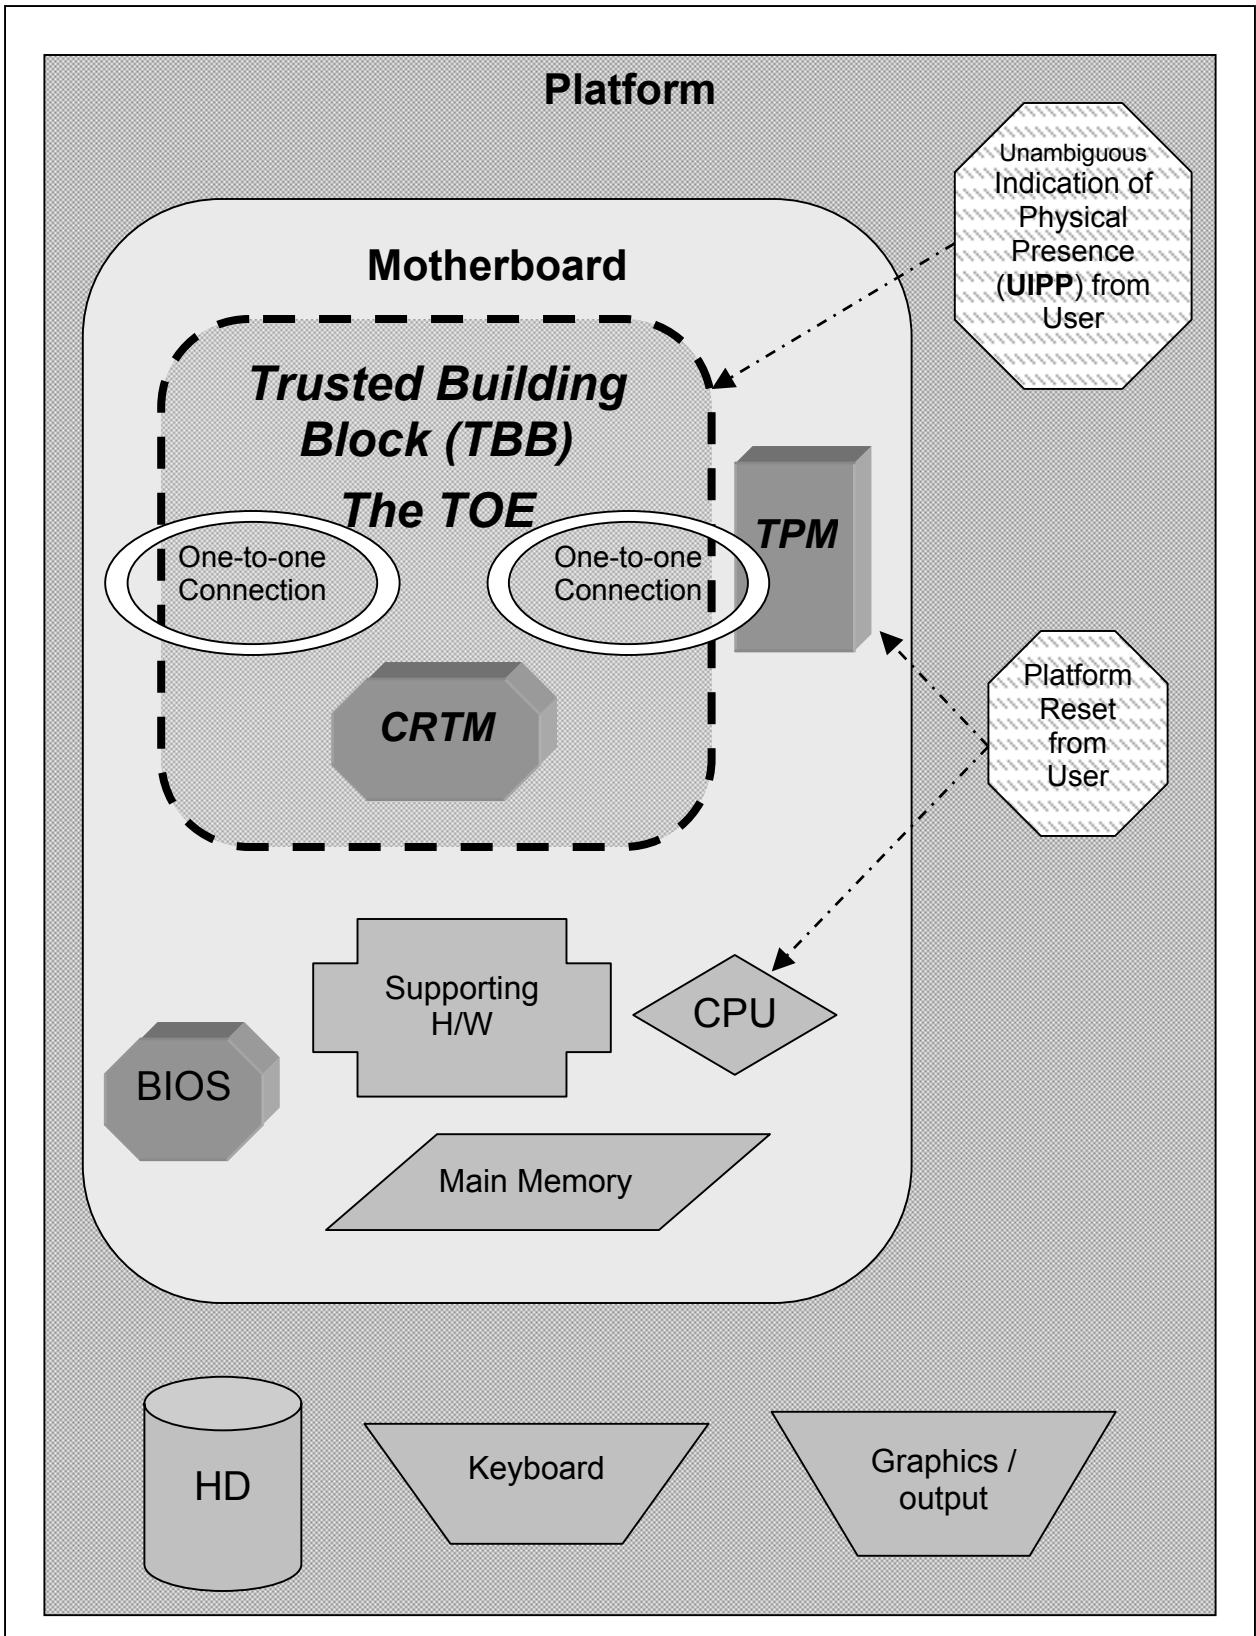 Platform
Unambiguous
Indication of
Physical
Presence
(UIPP) from
User
Motherboard
Trusted Building
Block (TBB)
The TOE
One-to-one
Connection
One-to-one
Connection
TPM
CRTM
Platform
Reset
from
User
Supporting
H/W
CPU
BIOS
Main Memory
HD
Keyboard
Graphics /
output